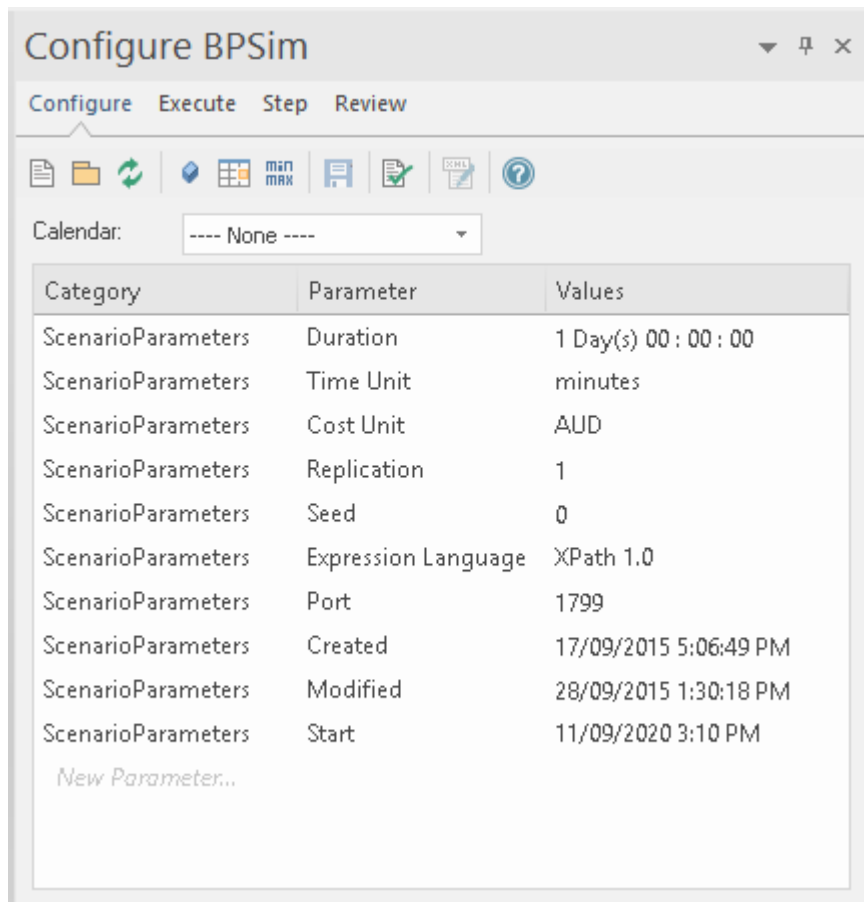 Configure BPSim
Configure Execute Step Review
min
max
XML
?
Calendar: ---- None ----
Category Parameter Values
ScenarioParameters Duration 1 Day(s) 00 : 00 : 00
ScenarioParameters Time Unit minutes
ScenarioParameters Cost Unit AUD
ScenarioParameters Replication 1
ScenarioParameters Seed 0
ScenarioParameters Expression Language XPath 1.0
ScenarioParameters Port 1799
ScenarioParameters Created 17/09/2015 5:06:49 PM
ScenarioParameters Modified 28/09/2015 1:30:18 PM
ScenarioParameters Start 11/09/2020 3:10 PM
New Parameter...